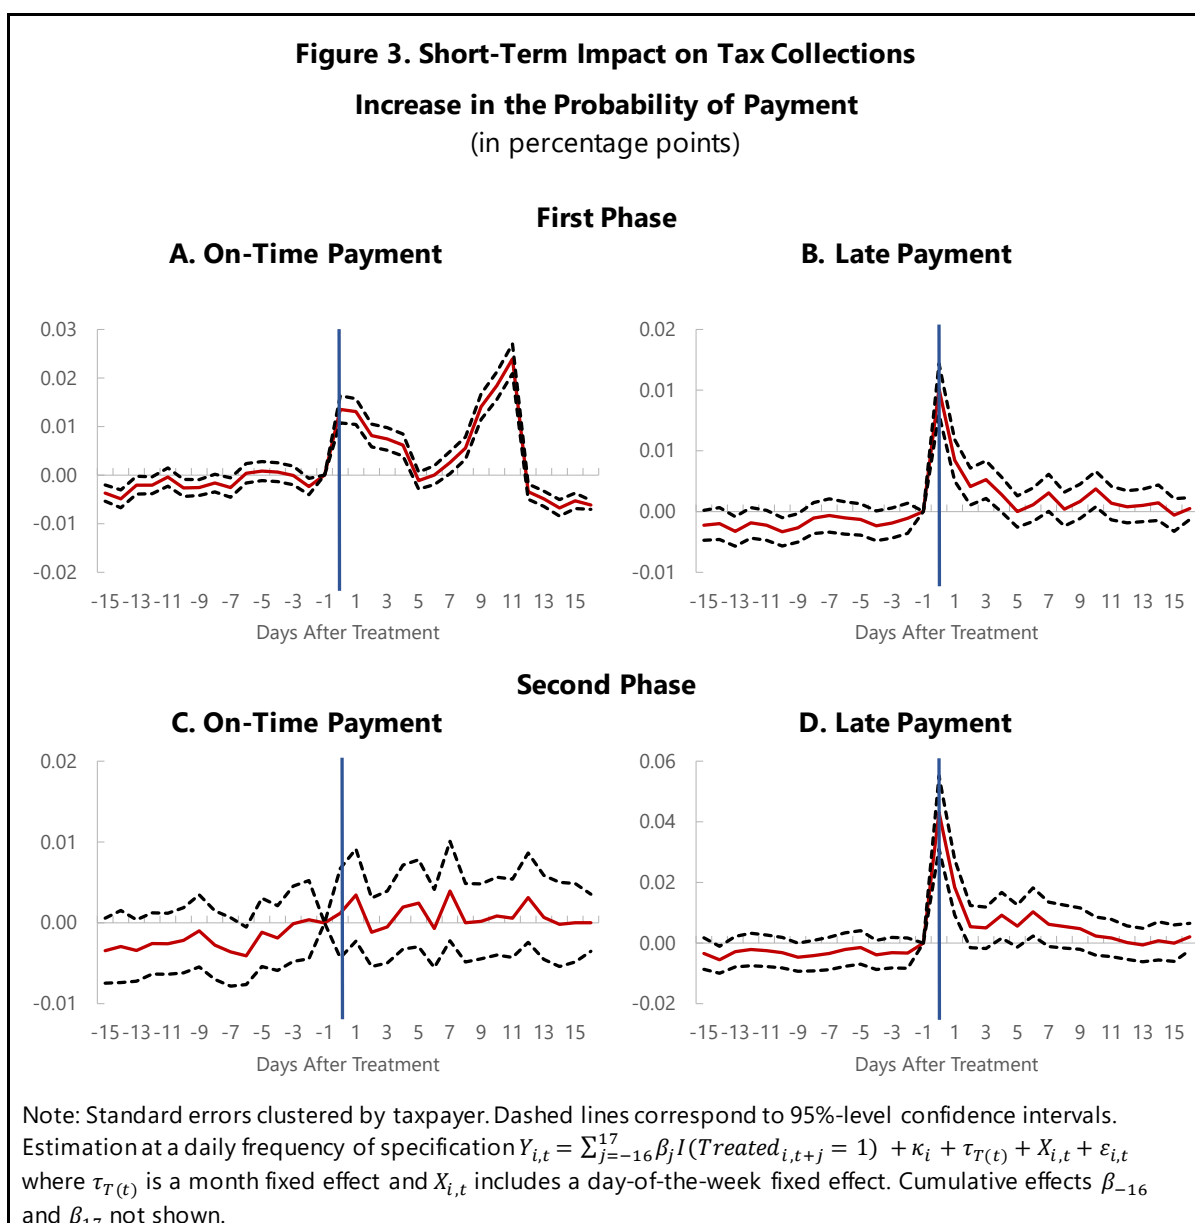 Figure 3. Short-Term Impact on Tax Collections
Increase in the Probability of Payment
(in percentage points)
First Phase
A. On-Time Payment
B. Late Payment
0.03
0.02
0.01
0.00
-0.01
-0.02
-15 -13 -11 -9 -7 -5 -3 -1 1 3 5 7 9 11 13 15
Days After Treatment
0.02
0.01
0.01
0.00
-0.01
-15 -13 -11 -9 -7 -5 -3 -1 1 3 5 7 9 11 13 15
Days After Treatment
Second Phase
C. On-Time Payment
D. Late Payment
0.02
0.01
0.00
-0.01
-15 -13 -11 -9 -7 -5 -3 -1 1 3 5 7 9 11 13 15
Days After Treatment
0.06
0.04
0.02
0.00
-0.02
-15 -13 -11 -9 -7 -5 -3 -1 1 3 5 7 9 11 13 15
Days After Treatment
Note: Standard errors clustered by taxpayer. Dashed lines correspond to 95%-level confidence intervals.
Estimation at a daily frequency of specification $Y_{i,t} = \sum_{j=-16}^{17} \beta_j I(Treated_{i,t+j} = 1) + \kappa_i + \tau_{T(t)} + X_{i,t} + \varepsilon_{i,t}$
where $\tau_{T(t)}$ is a month fixed effect and $X_{i,t}$ includes a day-of-the-week fixed effect. Cumulative effects $\beta_{-16}$
and $\beta_{17}$ not shown.